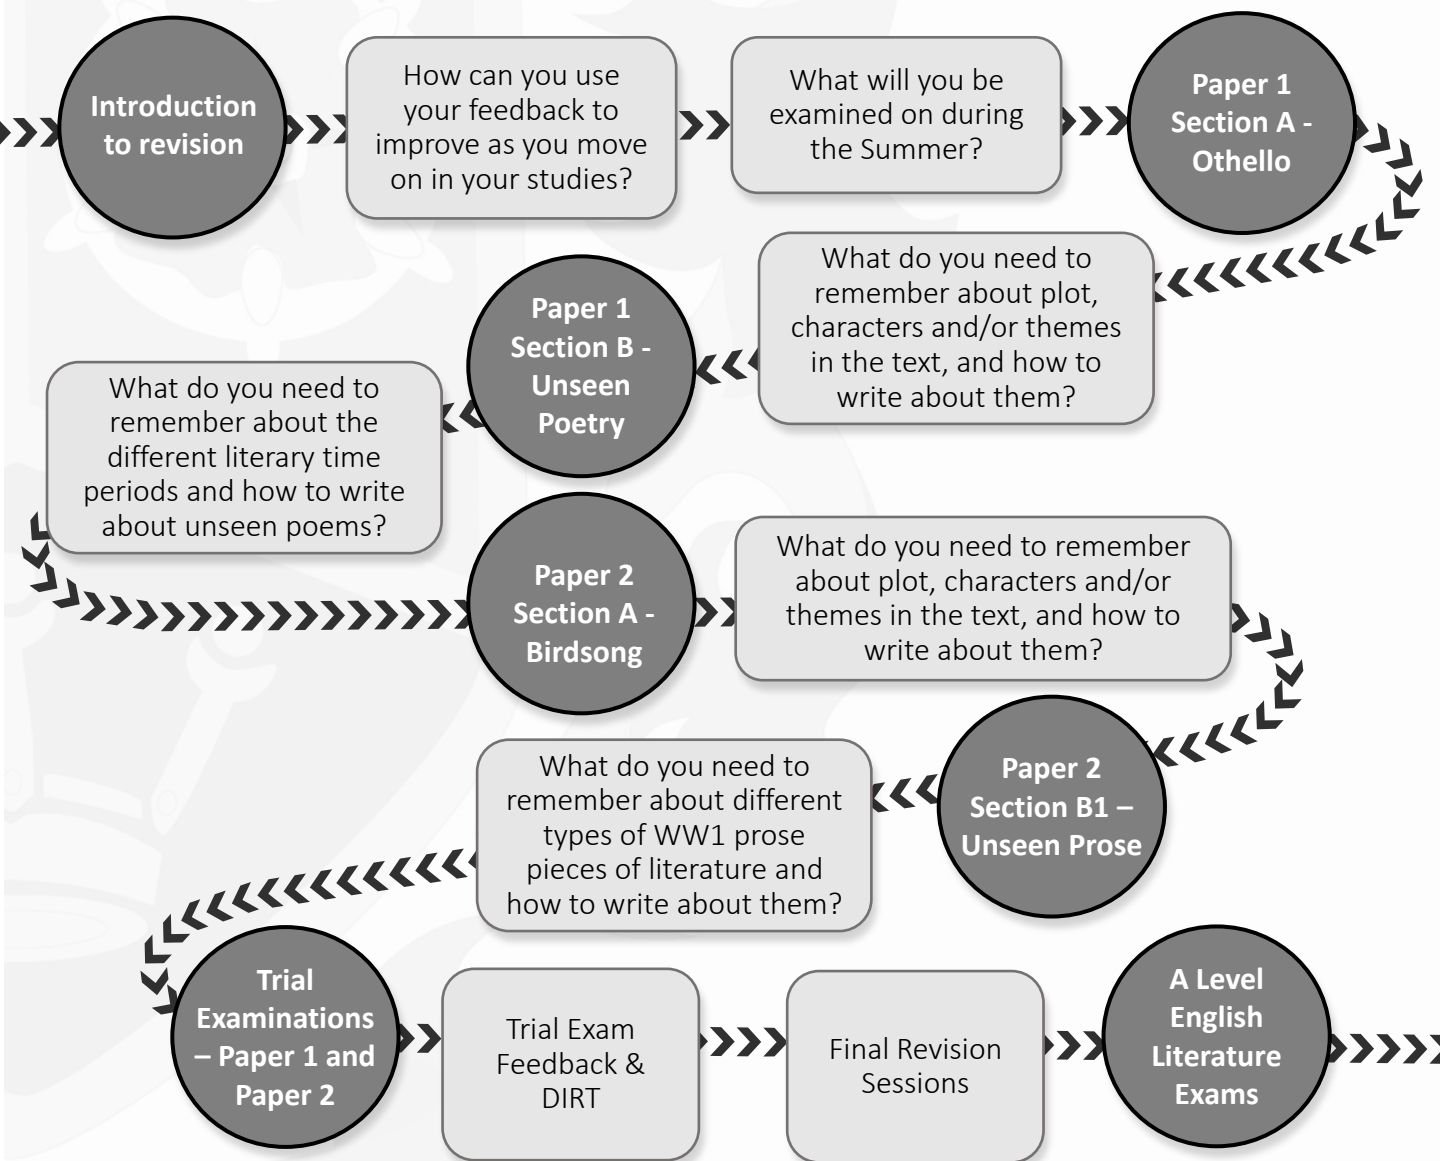 Introduction
to revision
How can you use
your feedback to
improve as you move
on in your studies?
What will you be
examined on during
the Summer?
Paper 1
Section A -
Othello
What do you need to
remember about plot,
characters and/or themes
in the text, and how to
write about them?
Paper 1
Section B -
Unseen
Poetry
What do you need to
remember about the
different literary time
periods and how to write
about unseen poems?
Paper 2
Section A -
Birdsong
What do you need to remember
about plot, characters and/or
themes in the text, and how to
write about them?
Paper 2
Section B1 –
Unseen Prose
What do you need to
remember about different
types of WW1 prose
pieces of literature and
how to write about them?
Trial
Examinations
– Paper 1 and
Paper 2
Trial Exam
Feedback &
DIRT
Final Revision
Sessions
A Level
English
Literature
Exams